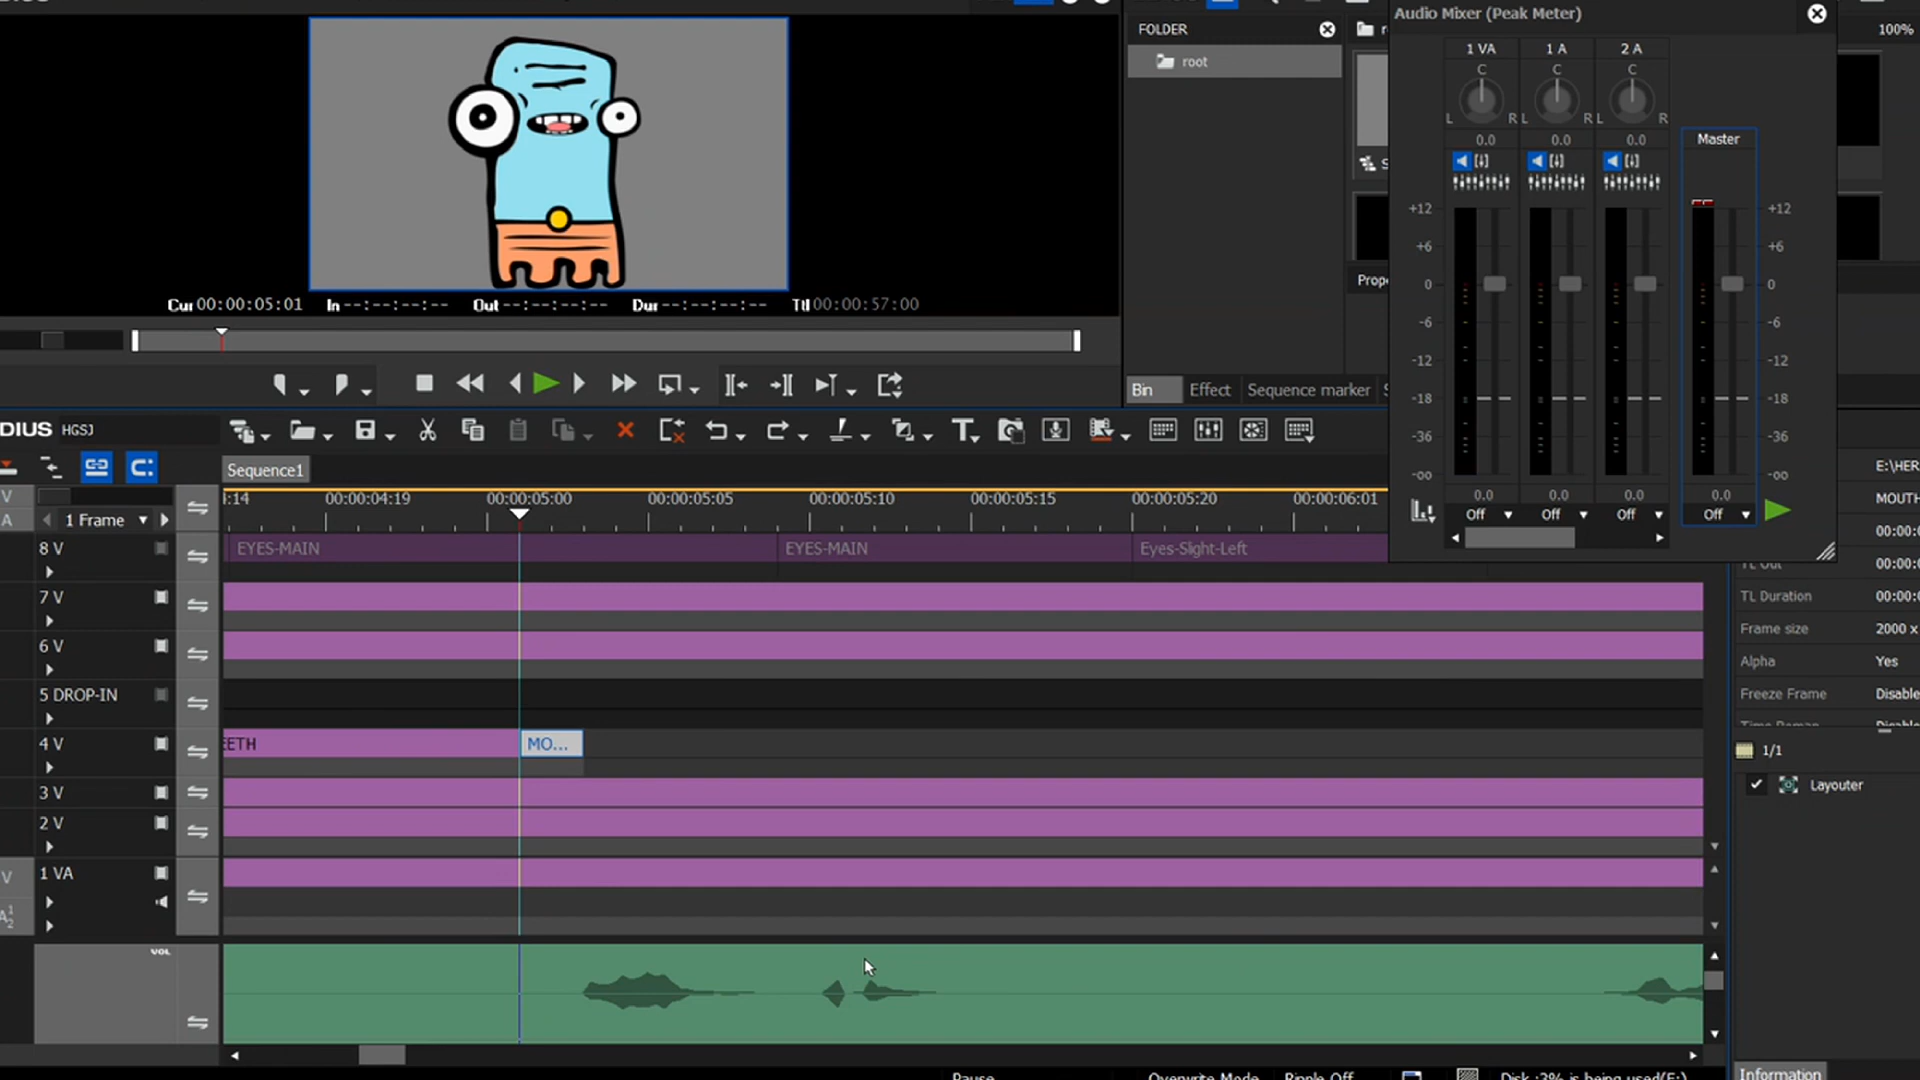 Audio Mixer (Peak Meter)
FOLDER
100%
root
1 VA 1 A 2 A
C C C
L R L R L R
0.0 0.0 0.0
Master
+12 +12
+6 +6
0 0
-6 -6
-12 -12
-18 -18
-36 -36
-oo -oo
0.0 0.0 0.0 0.0
Off Off Off Off
Cur 00:00:05:01 In --:--:--:-- Out --:--:--:-- Dur --:--:--:-- Ttl 00:00:57:00
Bin Effect Sequence marker
DIUS HGSJ
Sequence1
E:\HER
MOUTH
V
A
1 Frame
:14 00:00:04:19 00:00:05:00 00:00:05:05 00:00:05:10 00:00:05:15 00:00:05:20 00:00:06:01
8 V EYES-MAIN EYES-MAIN Eyes-Slight-Left
7 V
6 V
5 DROP-IN
4 V EETH MO...
3 V
2 V
V 1 VA
VOL
00:00:
TL Out 00:00:
TL Duration 00:00:
Frame size 2000 x
Alpha Yes
Freeze Frame Disable
1/1
Layouter
Pause Overwrite Mode Ripple Off Disk :3% is being used(E:)
Information